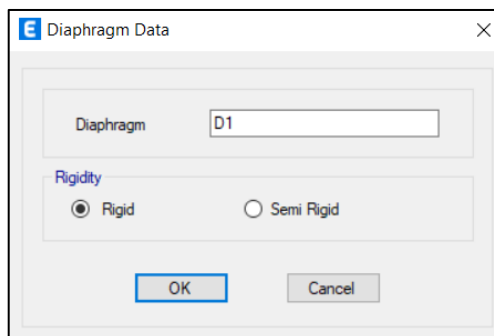 E Diaphragm Data
Diaphragm D1
Rigidity
Rigid Semi Rigid
OK Cancel